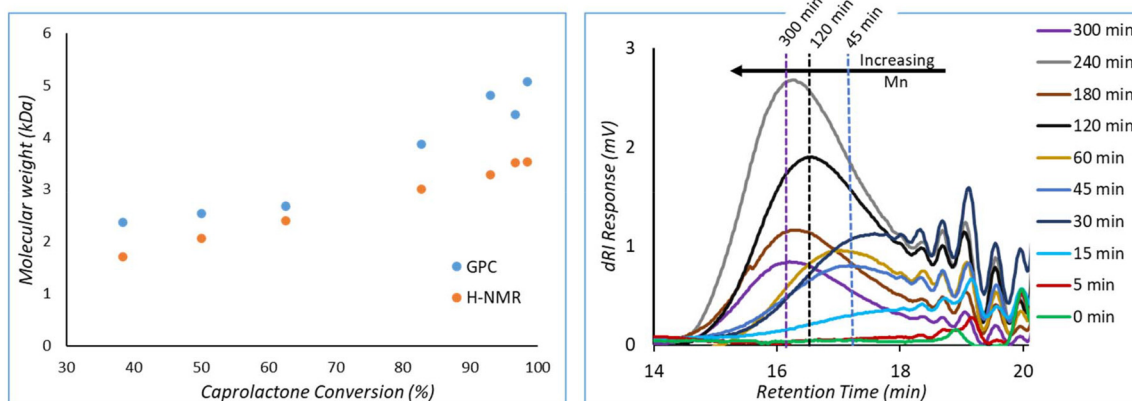 6
5
4
3
2
1
0
Molecular weight (kDa)
30
40
50
60
70
80
90
100
Caprolactone Conversion (%)
GPC
H-NMR
300 min
120 min
45 min
Increasing
Mn
3
2
1
0
dRI Response (mV)
14
16
18
20
Retention Time (min)
300 min
240 min
180 min
120 min
60 min
45 min
30 min
15 min
5 min
0 min